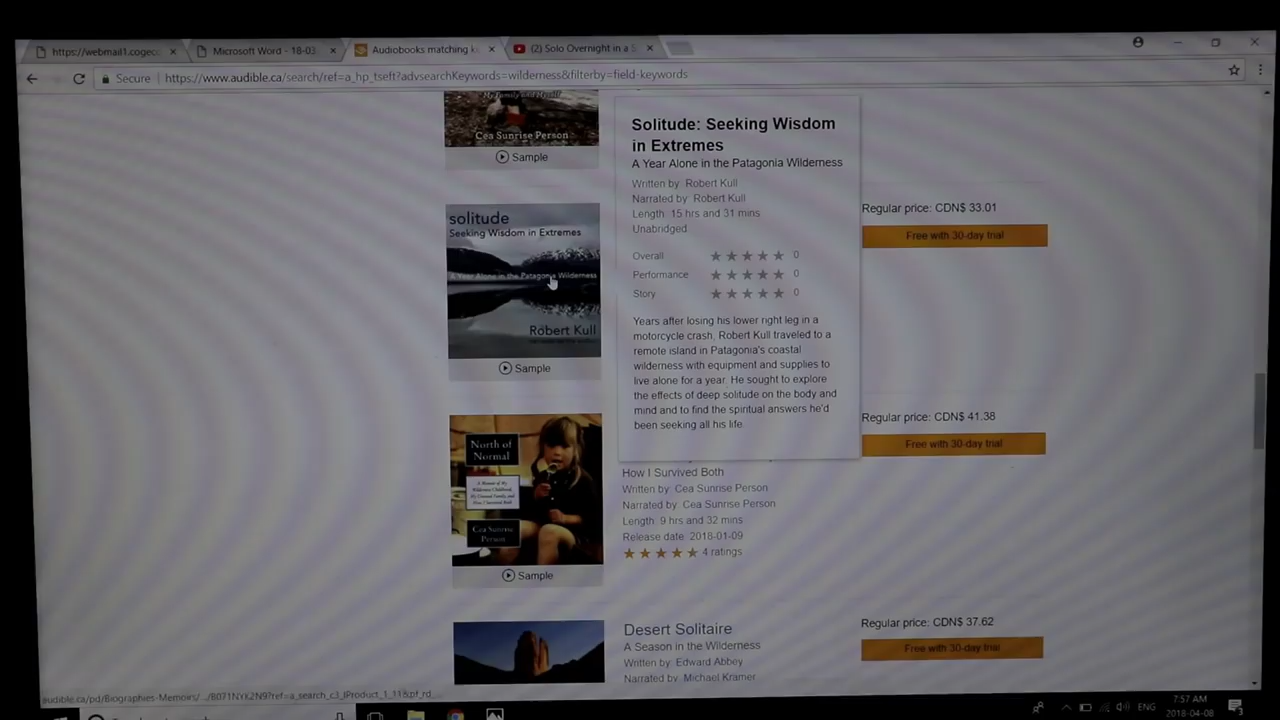 https://webmail1.cogeco
Microsoft Word - 18-03
Audiobooks matching k
(2) Solo Overnight in a S
Secure
https://www.audible.ca/search/ref=a_hp_tseft?advsearchKeywords=wilderness&filterby=field-keywords
My Family and Myself
Cea Sunrise Person
Sample
Solitude: Seeking Wisdom
in Extremes
A Year Alone in the Patagonia Wilderness
Written by: Robert Kull
Narrated by: Robert Kull
Length: 15 hrs and 31 mins
Unabridged
Overall 0
Performance 0
Story 0
Years after losing his lower right leg in a
motorcycle crash, Robert Kull traveled to a
remote island in Patagonia's coastal
wilderness with equipment and supplies to
live alone for a year. He sought to explore
the effects of deep solitude on the body and
mind and to find the spiritual answers he'd
been seeking all his life.
Regular price: CDN$ 33.01
Free with 30-day trial
solitude
Seeking Wisdom in Extremes
A Year Alone in the Patagonia Wilderness
Robert Kull
Sample
North of
Normal
Cea Sunrise
Person
Sample
How I Survived Both
Written by: Cea Sunrise Person
Narrated by: Cea Sunrise Person
Length: 9 hrs and 32 mins
Release date: 2018-01-09
4 ratings
Regular price: CDN$ 41.38
Free with 30-day trial
Desert Solitaire
A Season in the Wilderness
Written by: Edward Abbey
Narrated by: Michael Kramer
Regular price: CDN$ 37.62
Free with 30-day trial
ENG
7:57 AM
2018-04-08